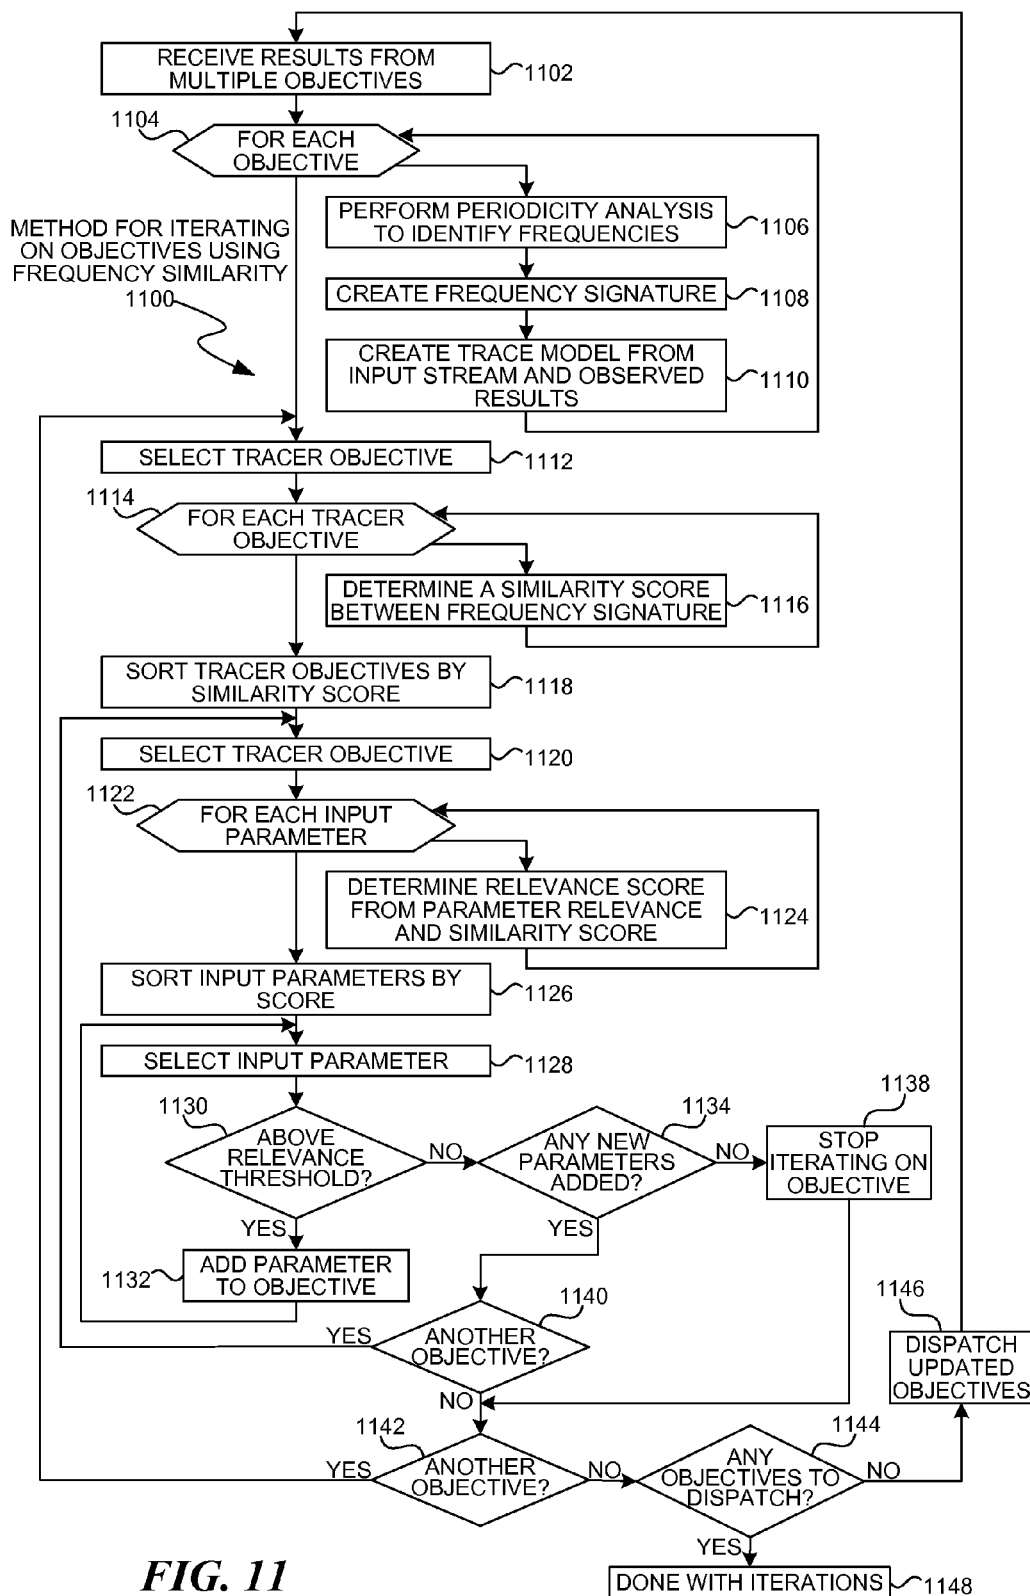 RECEIVE RESULTS FROM
MULTIPLE OBJECTIVES
1102
1104
FOR EACH
OBJECTIVE
METHOD FOR ITERATING
ON OBJECTIVES USING
FREQUENCY SIMILARITY
1100
PERFORM PERIODICITY ANALYSIS
TO IDENTIFY FREQUENCIES
1106
CREATE FREQUENCY SIGNATURE
1108
CREATE TRACE MODEL FROM
INPUT STREAM AND OBSERVED
RESULTS
1110
SELECT TRACER OBJECTIVE
1112
1114
FOR EACH TRACER
OBJECTIVE
DETERMINE A SIMILARITY SCORE
BETWEEN FREQUENCY SIGNATURE
1116
SORT TRACER OBJECTIVES BY
SIMILARITY SCORE
1118
SELECT TRACER OBJECTIVE
1120
1122
FOR EACH INPUT
PARAMETER
DETERMINE RELEVANCE SCORE
FROM PARAMETER RELEVANCE
AND SIMILARITY SCORE
1124
SORT INPUT PARAMETERS BY
SCORE
1126
SELECT INPUT PARAMETER
1128
1130
ABOVE
RELEVANCE
THRESHOLD?
NO
YES
1134
ANY NEW
PARAMETERS
ADDED?
NO
YES
1138
STOP
ITERATING ON
OBJECTIVE
1132
ADD PARAMETER
TO OBJECTIVE
1140
ANOTHER
OBJECTIVE?
YES
NO
1146
DISPATCH
UPDATED
OBJECTIVES
1142
ANOTHER
OBJECTIVE?
YES
NO
1144
ANY
OBJECTIVES TO
DISPATCH?
NO
YES
DONE WITH ITERATIONS
1148
FIG. 11